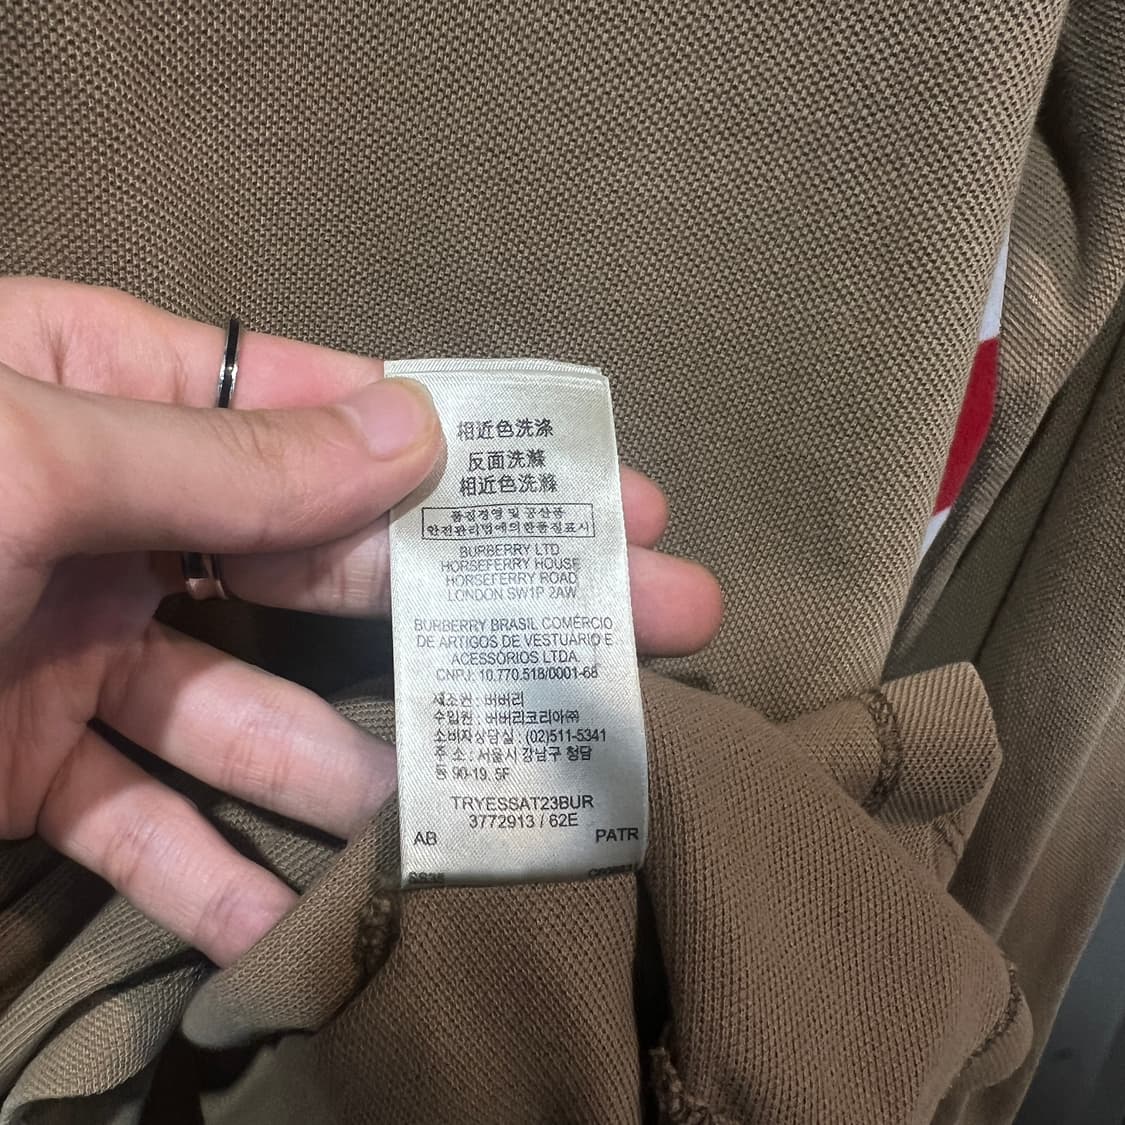 相近色洗涤
反面洗滌
相近色洗滌
품질경영 및 공산품
안전관리법에의한품질표시
BURBERRY LTD
HORSEFERRY HOUSE
HORSEFERRY ROAD
LONDON SW1P 2AW
BURBERRY BRASIL COMÉRCIO
DE ARTIGOS DE VESTUÁRIO E
ACESSÓRIOS LTDA
CNPJ: 10.770.518/0001-68
제조원 : 버버리
수입원 : 버버리코리아㈜
소비자상담실 : (02)511-5341
주 소 : 서울시 강남구 청담
동 90-19, 5F
TRYESSAT23BUR
3772913 / 62E
AB PATR